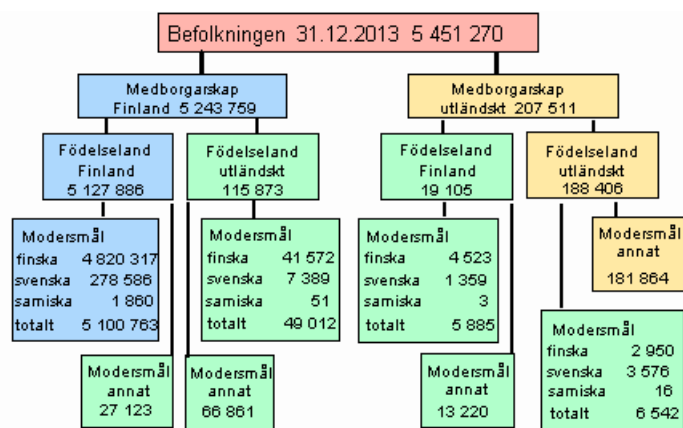 Befolkningen 31.12.2013 5 451 270
Medborgarskap
Finland 5 243 759
Medborgarskap
utländskt 207 511
Födelseland
Finland
5 127 886
Födelseland
utländskt
115 873
Födelseland
Finland
19 105
Födelseland
utländskt
188 406
Modersmål
finska 4 820 317
svenska 278 586
samiska 1 860
totalt 5 100 763
Modersmål
finska 41 572
svenska 7 389
samiska 51
totalt 49 012
Modersmål
finska 4 523
svenska 1 359
samiska 3
totalt 5 885
Modersmål
annat
181 864
Modersmål
finska 2 950
svenska 3 576
samiska 16
totalt 6 542
Modersmål
annat
27 123
Modersmål
annat
66 861
Modersmål
annat
13 220